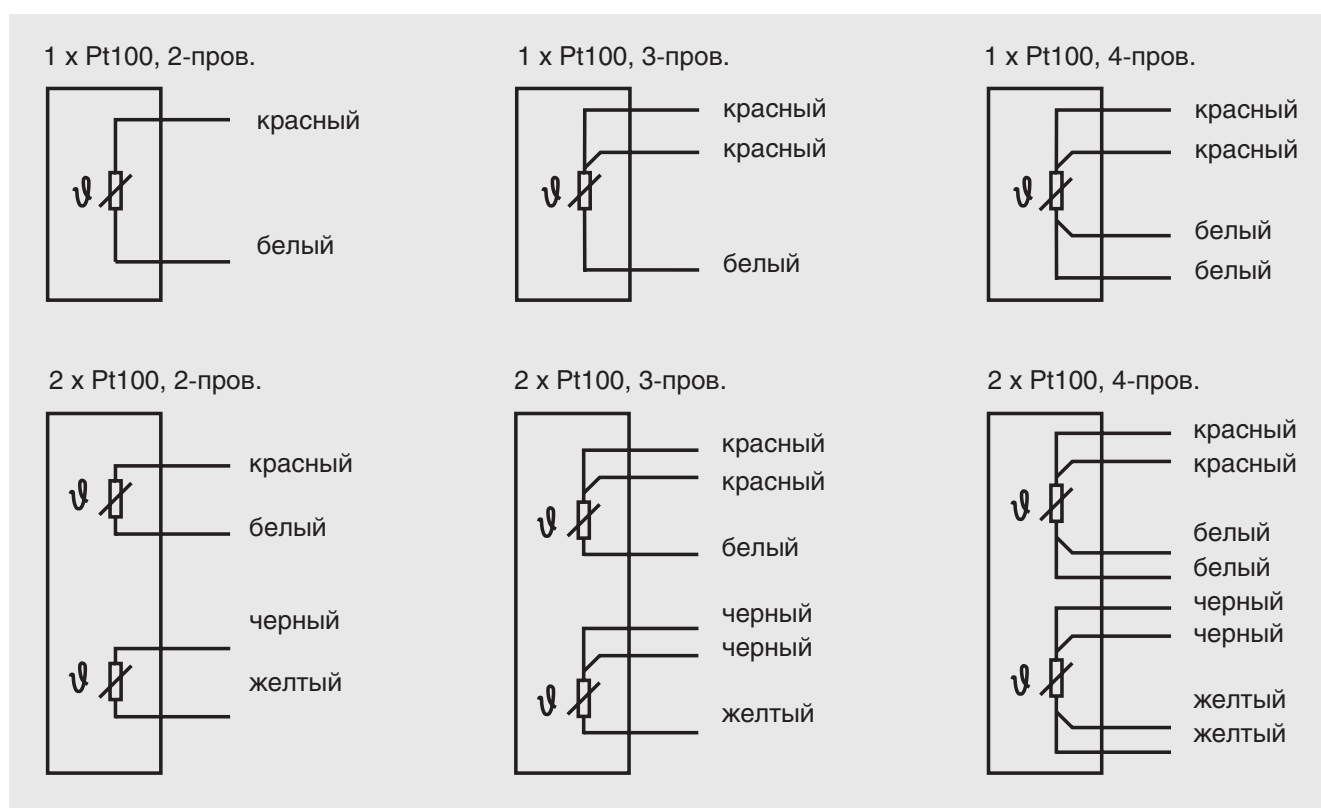 1 x Pt100, 2-пров.
красный
белый
1 x Pt100, 3-пров.
красный
красный
белый
1 x Pt100, 4-пров.
красный
красный
белый
белый
2 x Pt100, 2-пров.
красный
белый
черный
желтый
2 x Pt100, 3-пров.
красный
красный
белый
черный
черный
желтый
2 x Pt100, 4-пров.
красный
красный
белый
белый
черный
черный
желтый
желтый
ϑ
ϑ
ϑ
ϑ
ϑ
ϑ
ϑ
ϑ
ϑ